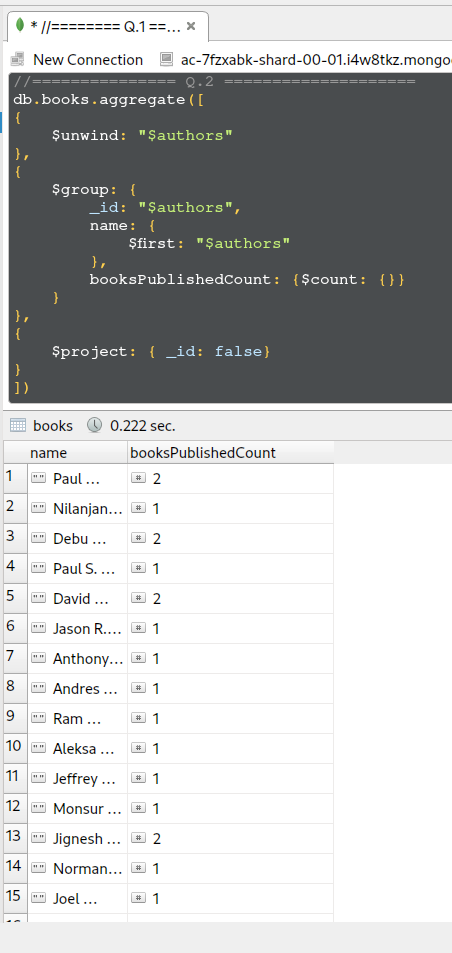 * //======== Q.1 ==...
New Connection ac-7fzxabk-shard-00-01.i4w8tkz.mongo
//=============== Q.2 ====================
db.books.aggregate([
{
$unwind: "$authors"
},
{
$group: {
_id: "$authors",
name: {
$first: "$authors"
},
booksPublishedCount: {$count: {}}
}
},
{
$project: { _id: false}
}
])
books 0.222 sec.
name booksPublishedCount
1 "" Paul ... # 2
2 "" Nilanjan... # 1
3 "" Debu ... # 2
4 "" Paul S. ... # 1
5 "" David ... # 2
6 "" Jason R.... # 1
7 "" Anthony... # 1
8 "" Andres ... # 1
9 "" Ram ... # 1
10 "" Aleksa ... # 1
11 "" Jeffrey ... # 1
12 "" Monsur ... # 1
13 "" Jignesh ... # 2
14 "" Norman... # 1
15 "" Joel ... # 1